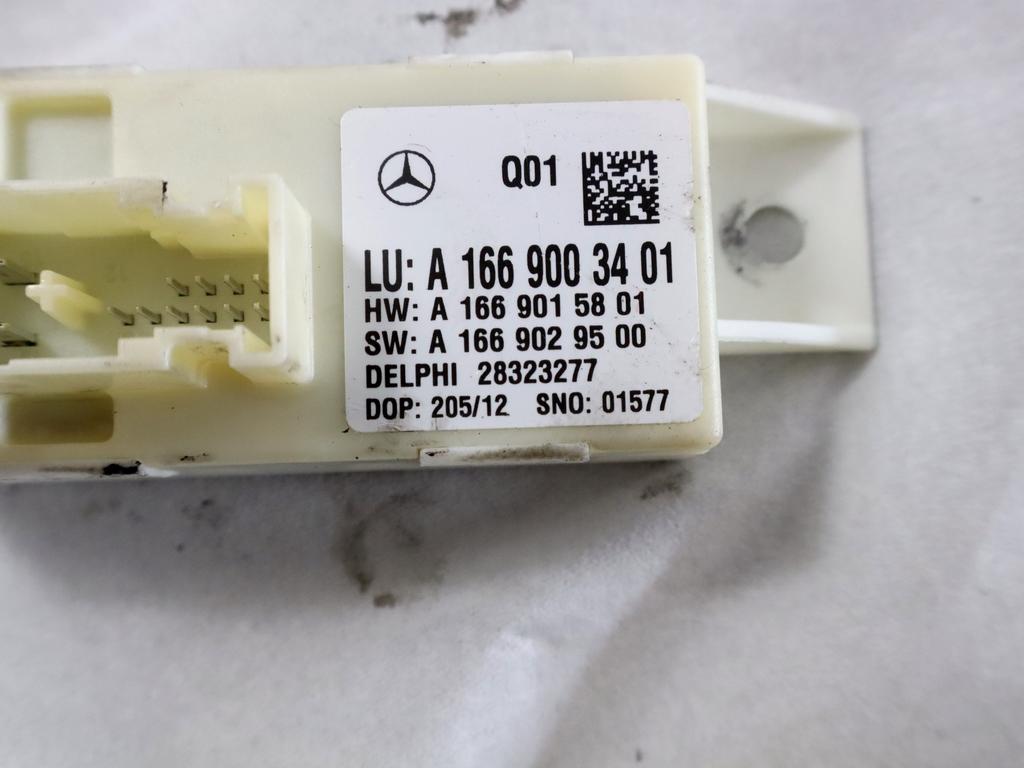 Q01
LU: A 166 900 34 01
HW: A 166 901 58 01
SW: A 166 902 95 00
DELPHI 28323277
DOP: 205/12 SNO: 01577